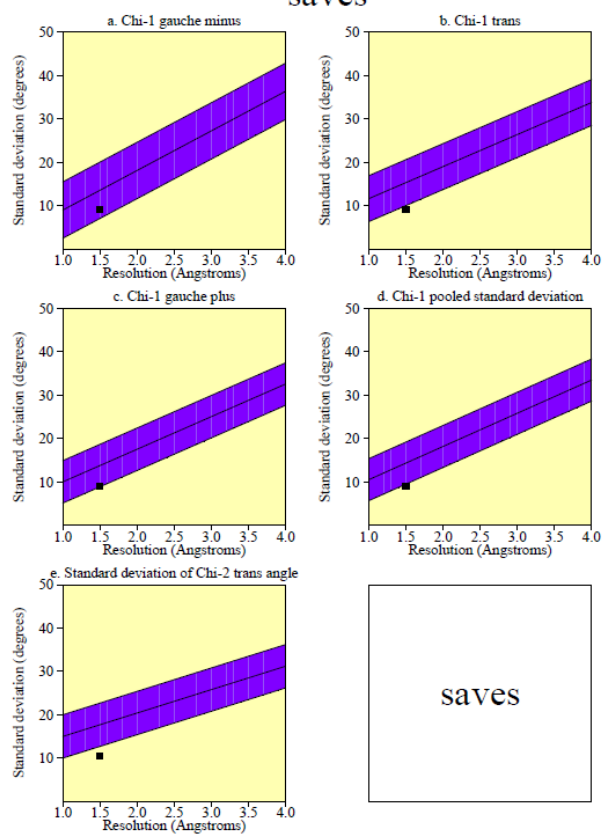 saves
a. Chi-1 gauche minus
b. Chi-1 trans
Standard deviation (degrees)
50
40
30
20
10
1.0 1.5 2.0 2.5 3.0 3.5 4.0
Resolution (Angstroms)
Standard deviation (degrees)
50
40
30
20
10
1.0 1.5 2.0 2.5 3.0 3.5 4.0
Resolution (Angstroms)
c. Chi-1 gauche plus
d. Chi-1 pooled standard deviation
Standard deviation (degrees)
50
40
30
20
10
1.0 1.5 2.0 2.5 3.0 3.5 4.0
Resolution (Angstroms)
Standard deviation (degrees)
50
40
30
20
10
1.0 1.5 2.0 2.5 3.0 3.5 4.0
Resolution (Angstroms)
e. Standard deviation of Chi-2 trans angle
Standard deviation (degrees)
50
40
30
20
10
1.0 1.5 2.0 2.5 3.0 3.5 4.0
Resolution (Angstroms)
saves